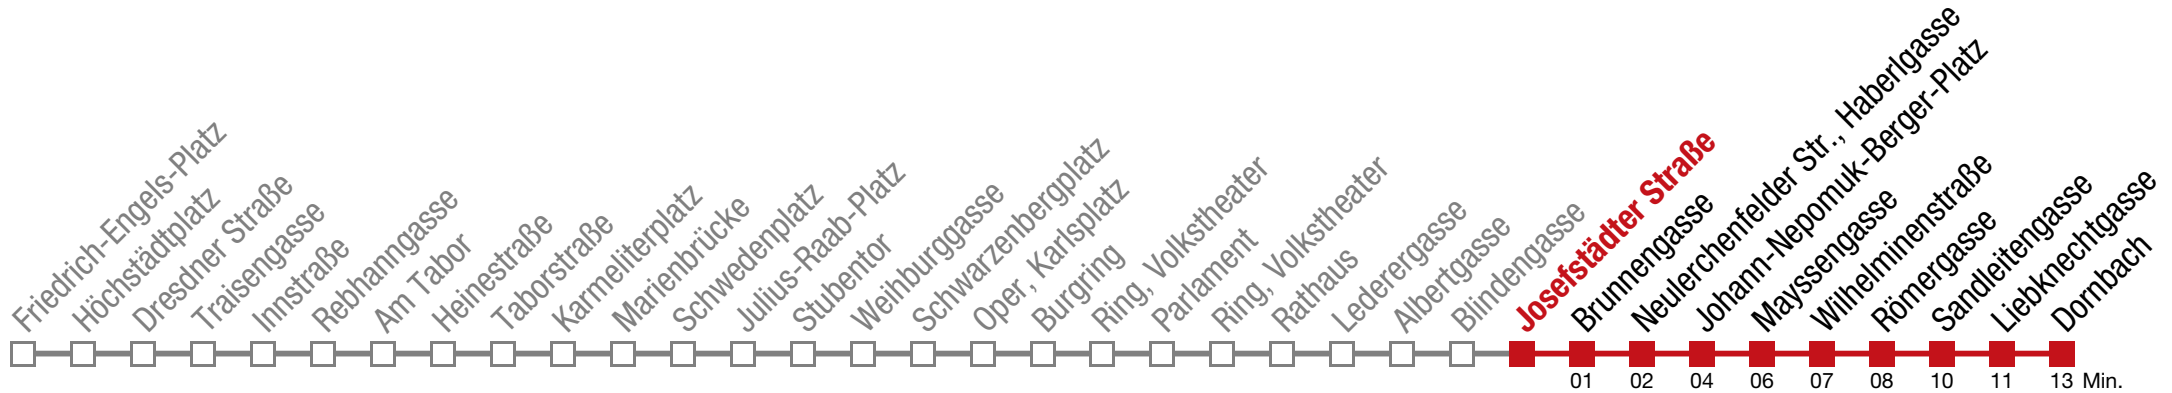 Friedrich-Engels-Platz
Höchstädtplatz
Dresdner Straße
Traisengasse
Innstraße
Rebhanngasse
Am Tabor
Heinestraße
Taborstraße
Karmeliterplatz
Marienbrücke
Schwedenplatz
Julius-Raab-Platz
Stubentor
Weihburggasse
Schwarzenbergplatz
Oper, Karlsplatz
Burgring
Ring, Volkstheater
Parlament
Ring, Volkstheater
Rathaus
Lederergasse
Albertgasse
Blindengasse
Josefstädter Straße
Brunnengasse
Neulerchenfelder Str., Haberlgasse
Johann-Nepomuk-Berger-Platz
Mayssengasse
Wilhelminenstraße
Römergasse
Sandleitengasse
Liebknechtgasse
Dornbach
01 02 04 06 07 08 10 11 13 Min.